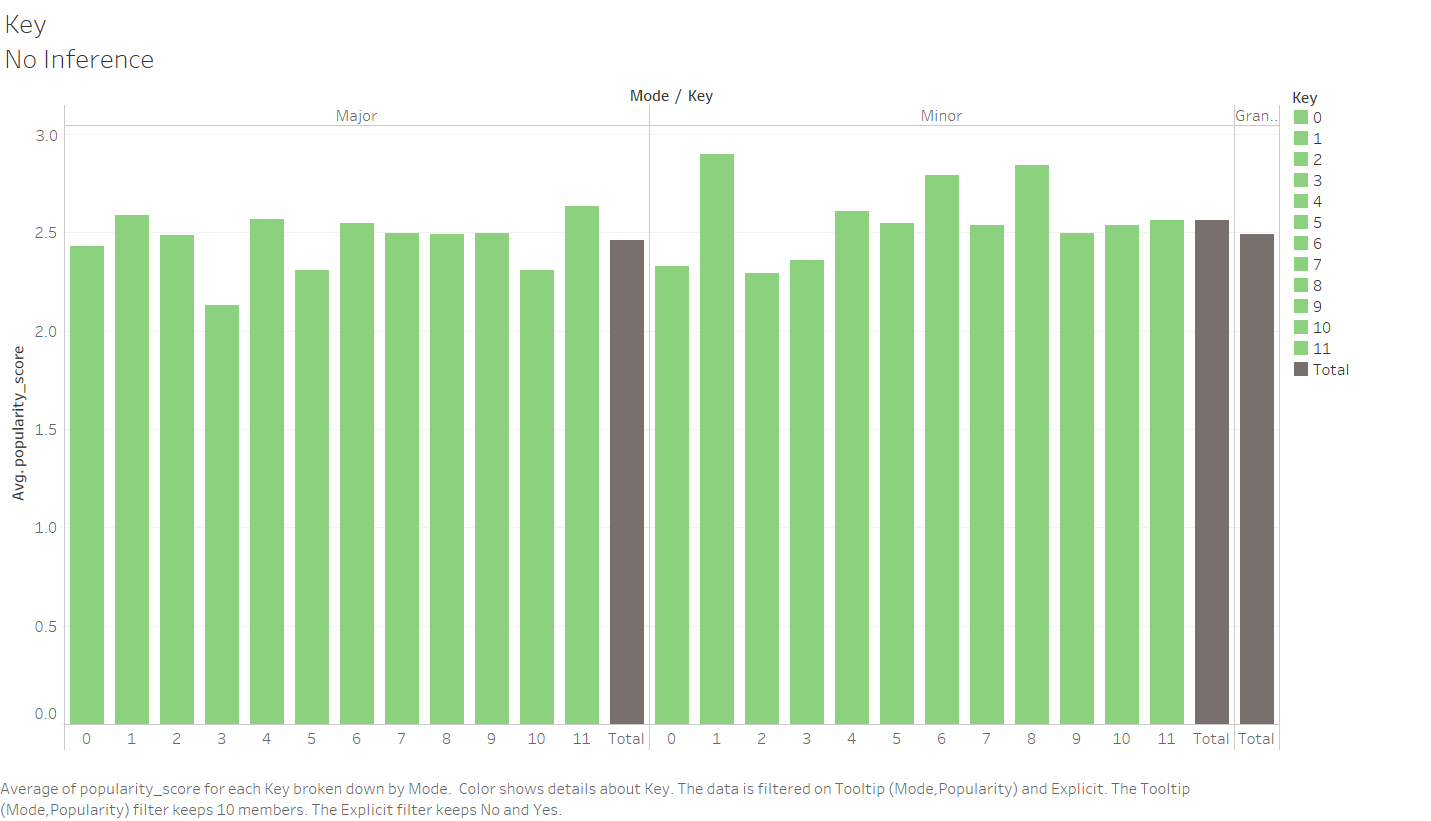 Key
No Inference
Mode / Key
Major
Minor
Gran..
3.0
2.5
2.0
1.5
1.0
0.5
0.0
Avg. popularity_score
0 1 2 3 4 5 6 7 8 9 10 11 Total 0 1 2 3 4 5 6 7 8 9 10 11 Total Total
Key
0
1
2
3
4
5
6
7
8
9
10
11
Total
Average of popularity_score for each Key broken down by Mode.  Color shows details about Key. The data is filtered on Tooltip (Mode,Popularity) and Explicit. The Tooltip
(Mode,Popularity) filter keeps 10 members. The Explicit filter keeps No and Yes.